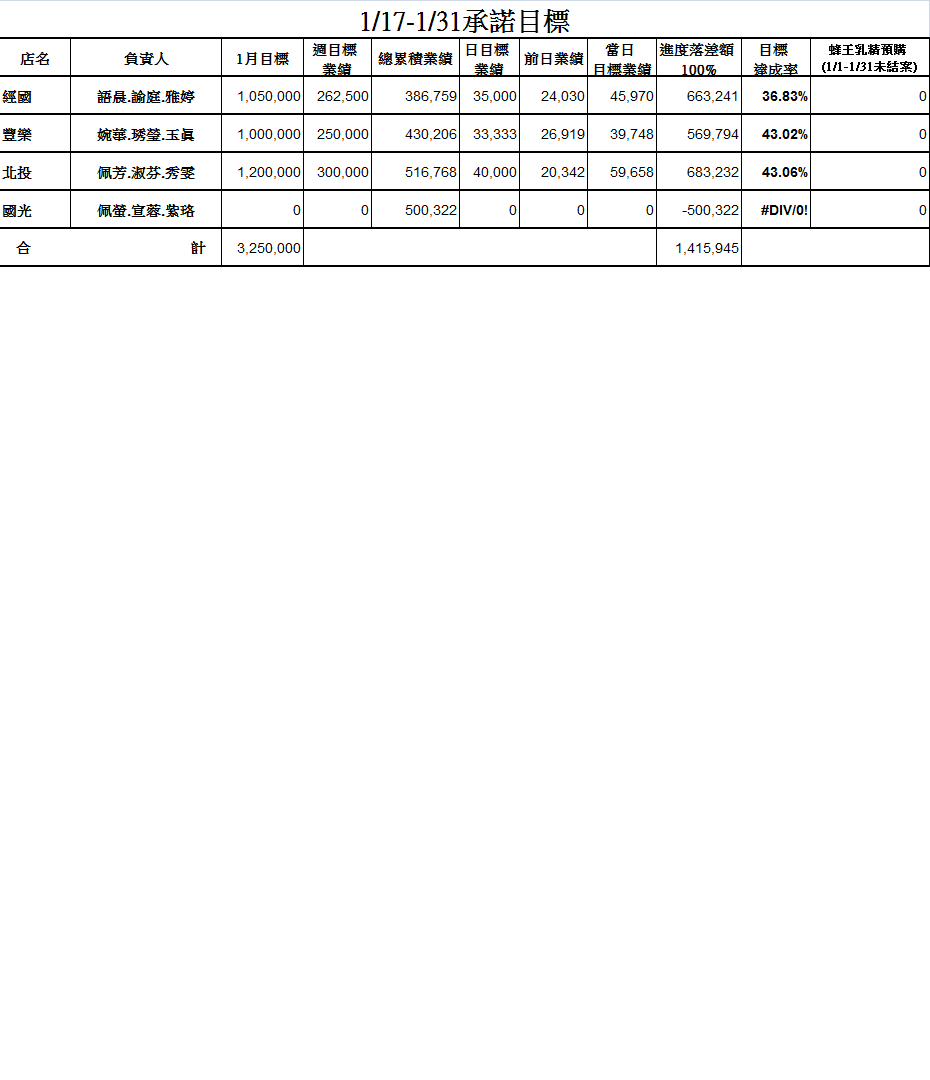 1/17-1/31承諾目標
店名 負責人 1月目標 週目標業績 總累積業績 日目標業績 前日業績 當日目標業績 進度落差額100% 目標達成率 蜂王乳精預購(1/1-1/31未結案)
經國 語晨.諭庭.雅婷 1,050,000 262,500 386,759 35,000 24,030 45,970 663,241 36.83% 0
豐樂 婉華.琇瑩.玉眞 1,000,000 250,000 430,206 33,333 26,919 39,748 569,794 43.02% 0
北投 佩芳.淑芬.秀雯 1,200,000 300,000 516,768 40,000 20,342 59,658 683,232 43.06% 0
國光 佩螢.宣蓉.紫珞 0 0 500,322 0 0 0 -500,322 #DIV/0! 0
合 計 3,250,000 1,415,945